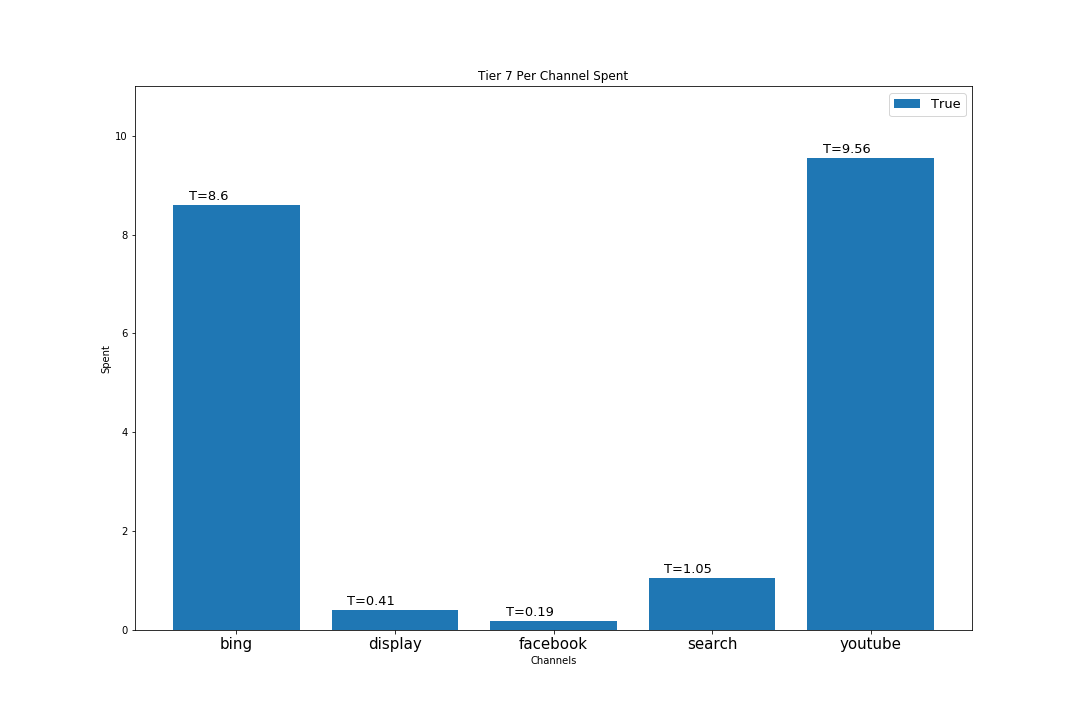 Tier 7 Per Channel Spent
True
10
8
6
4
2
0
Spent
T=8.6
T=0.41
T=0.19
T=1.05
T=9.56
bing
display
facebook
search
youtube
Channels